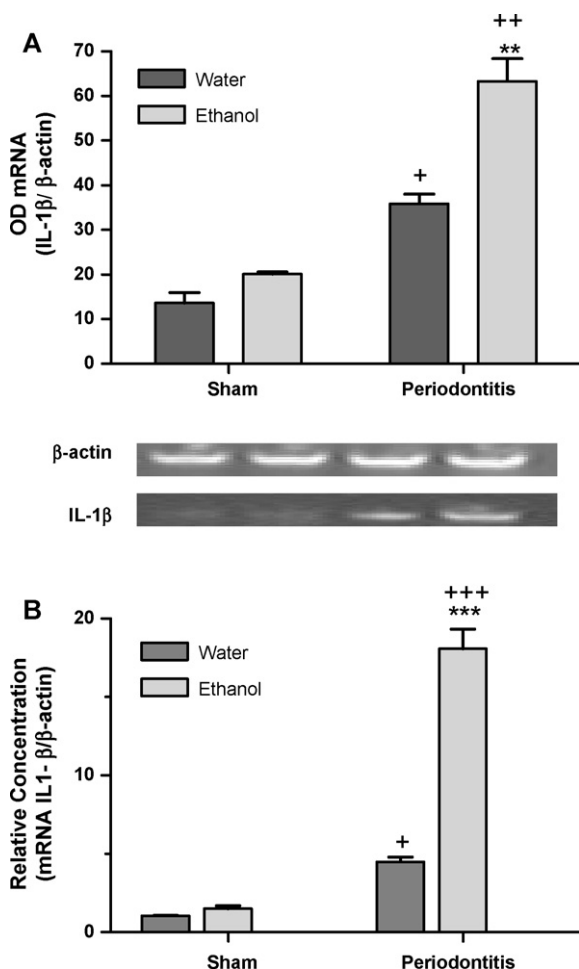 A
++
**
+
70
60
50
40
30
20
10
0
OD mRNA
(IL-1β/ β-actin)
Water
Ethanol
Sham Periodontitis
β-actin
IL-1β
B
+++
***
+
20
10
0
Relative Concentration
(mRNA IL1- β/β-actin)
Water
Ethanol
Sham Periodontitis